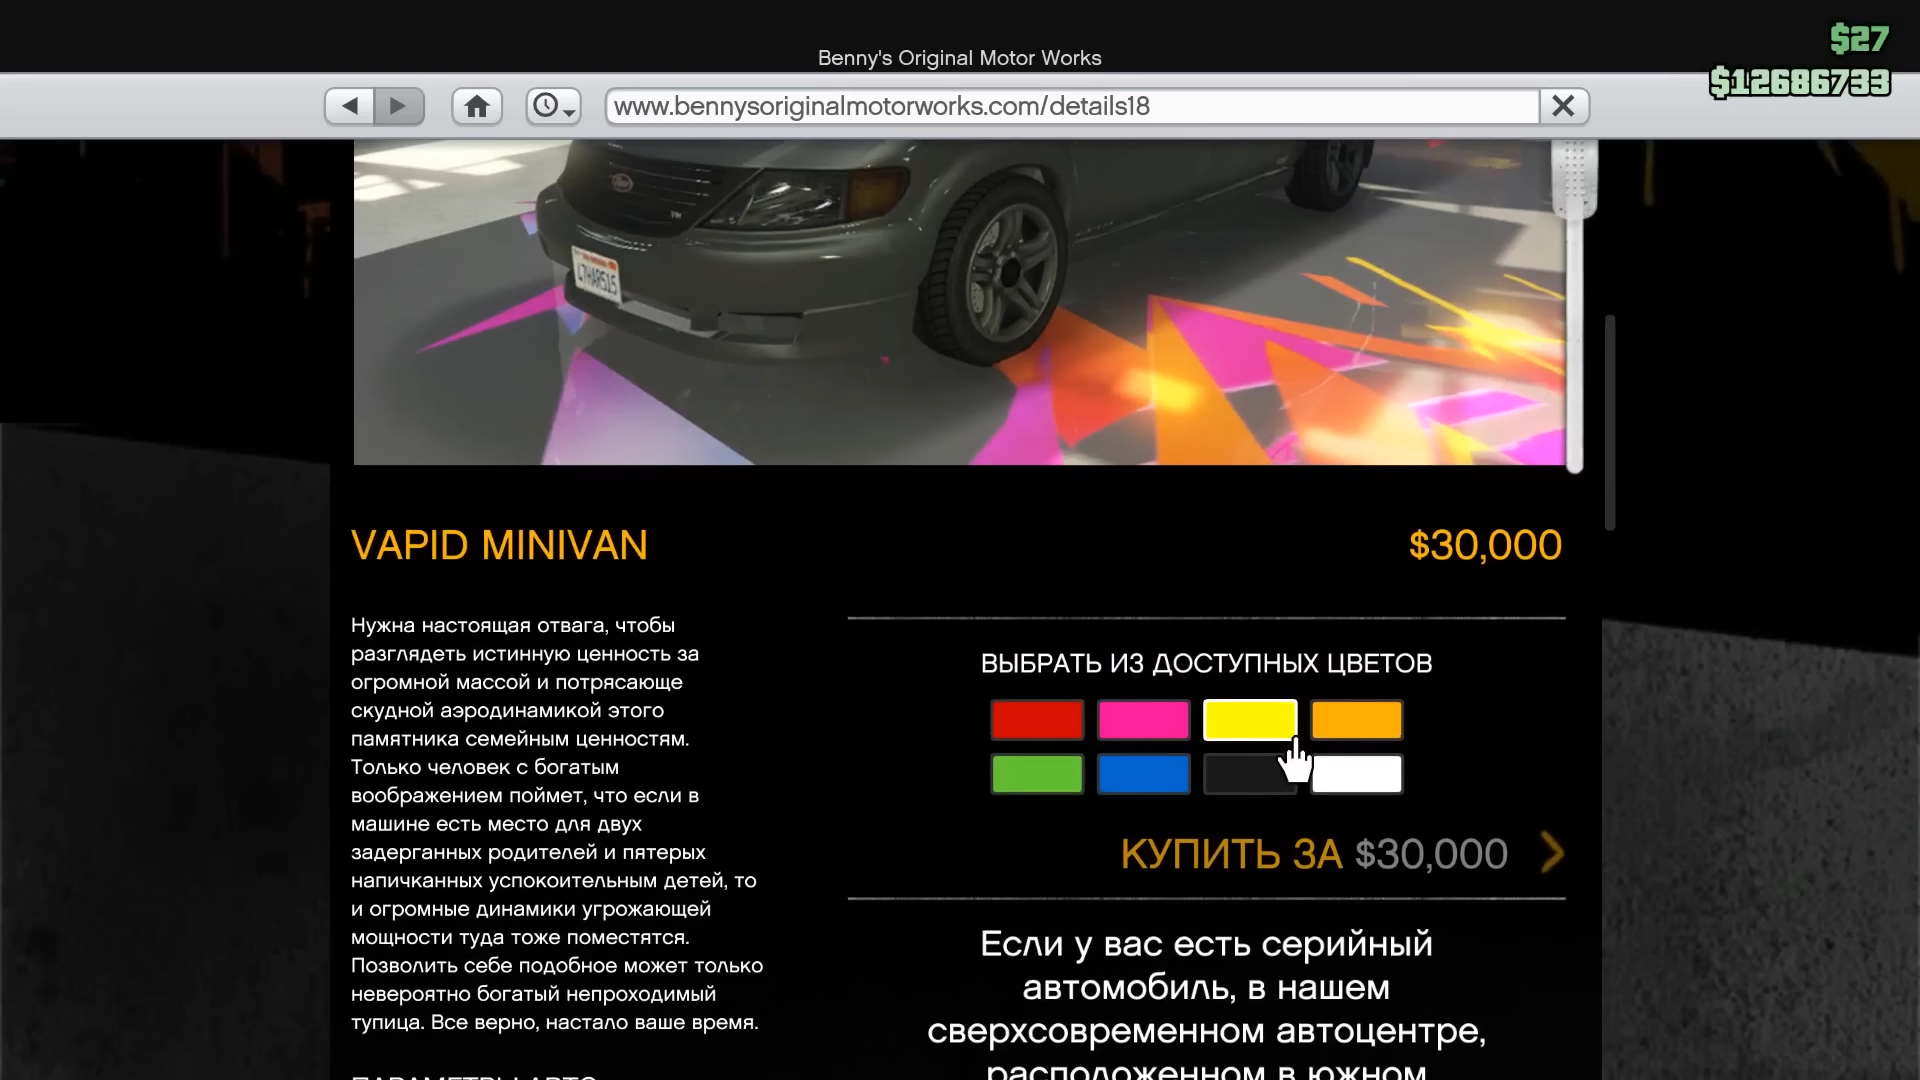 $27
Benny's Original Motor Works
$12686733
www.bennysoriginalmotorworks.com/details18
VAPID MINIVAN
$30,000
Нужна настоящая отвага, чтобы
разглядеть истинную ценность за
огромной массой и потрясающе
скудной аэродинамикой этого
памятника семейным ценностям.
Только человек с богатым
воображением поймет, что если в
машине есть место для двух
задерганных родителей и пятерых
напичканных успокоительным детей, то
и огромные динамики угрожающей
мощности туда тоже поместятся.
Позволить себе подобное может только
невероятно богатый непроходимый
тупица. Все верно, настало ваше время.
ПАРАМЕТРЫ АВТО
ВЫБРАТЬ ИЗ ДОСТУПНЫХ ЦВЕТОВ
КУПИТЬ ЗА $30,000
Если у вас есть серийный
автомобиль, в нашем
сверхсовременном автоцентре,
расположенном в южном